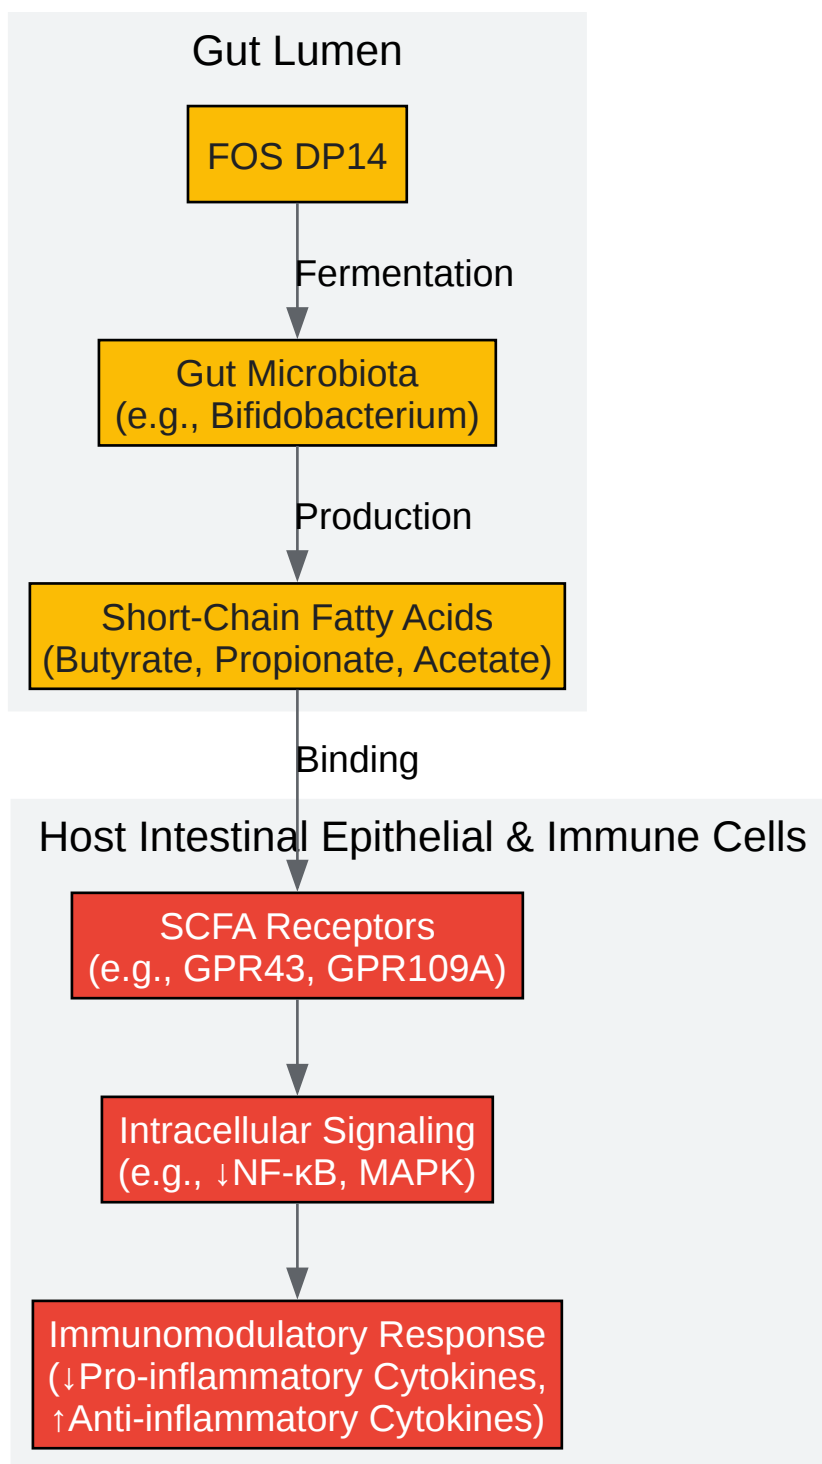 Gut Lumen
FOS DP14
Fermentation
Gut Microbiota
(e.g., Bifidobacterium)
Production
Short-Chain Fatty Acids
(Butyrate, Propionate, Acetate)
Binding
Host Intestinal Epithelial & Immune Cells
SCFA Receptors
(e.g., GPR43, GPR109A)
Intracellular Signaling
(e.g., ↓NF-κB, MAPK)
Immunomodulatory Response
(↓Pro-inflammatory Cytokines,
↑Anti-inflammatory Cytokines)